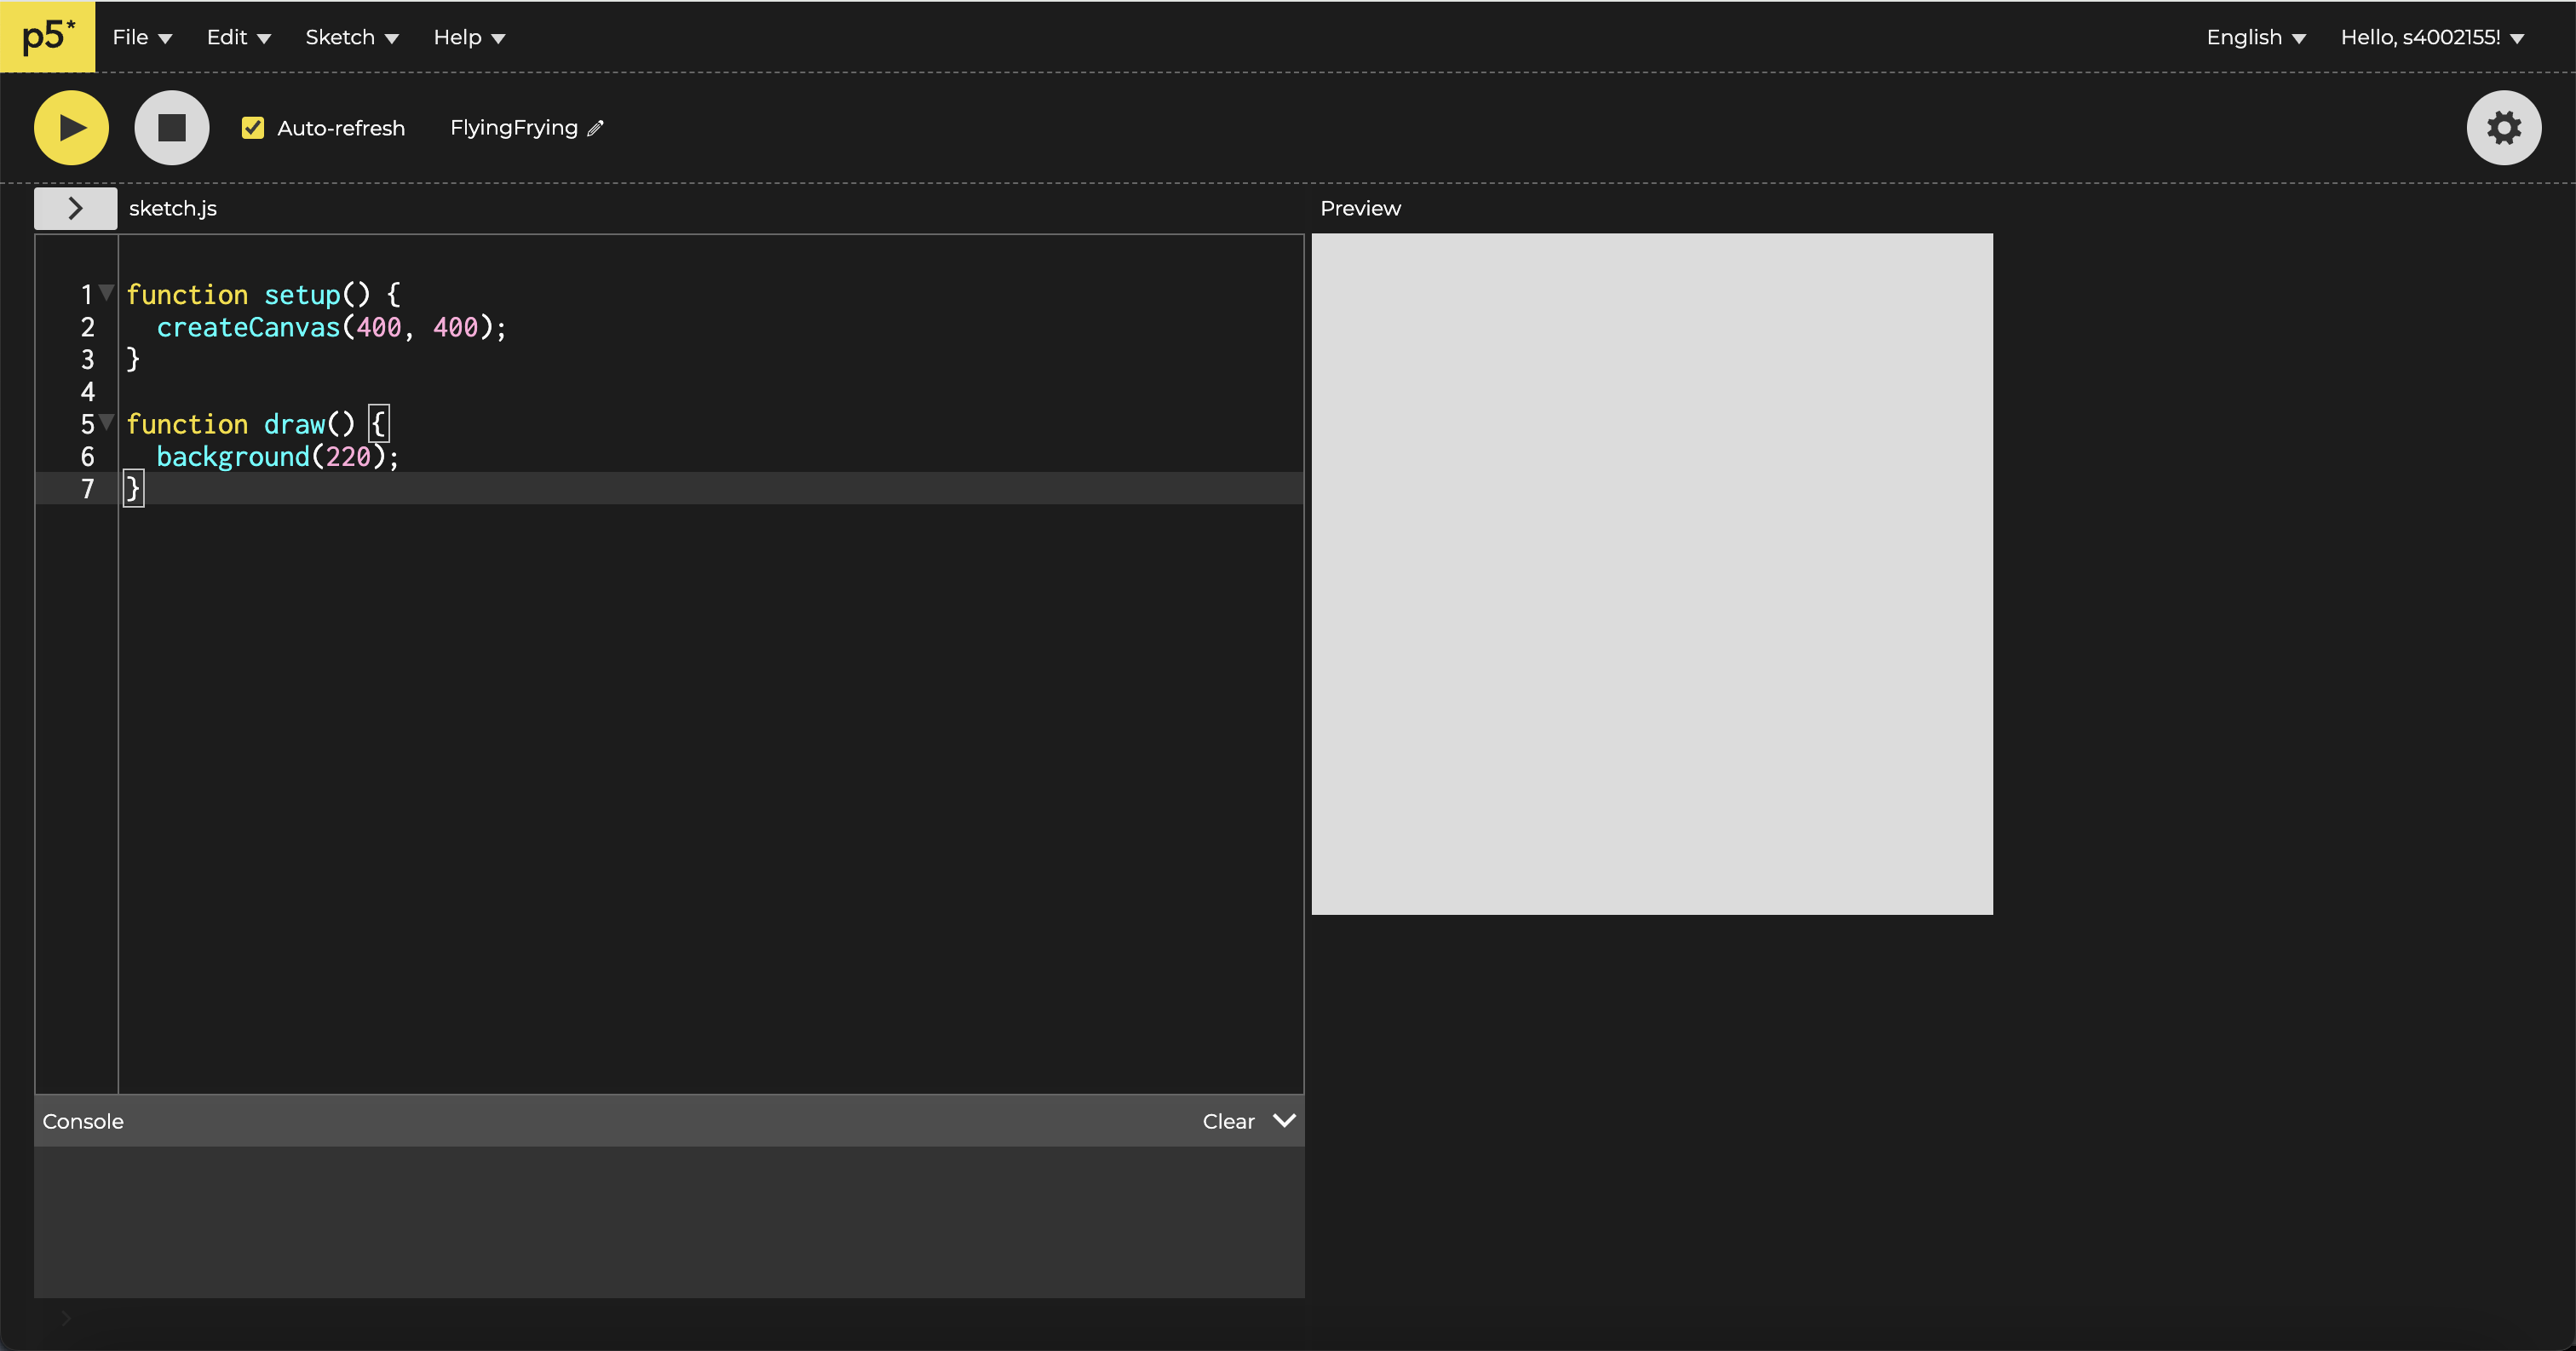 p5* File Edit Sketch Help English Hello, s4002155!
Auto-refresh FlyingFrying
sketch.js Preview
1 function setup() {
2   createCanvas(400, 400);
3 }
4
5 function draw() {
6   background(220);
7 }
Console Clear